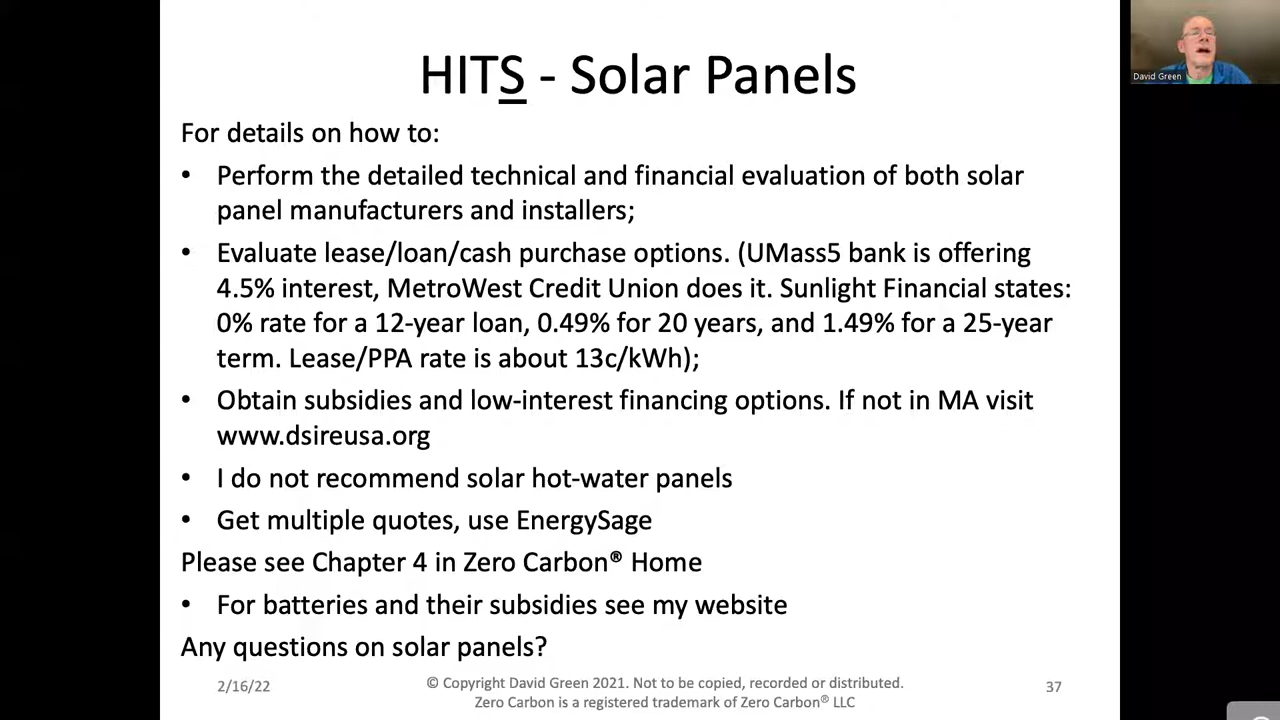 HITS - Solar Panels
David Green
For details on how to:
• Perform the detailed technical and financial evaluation of both solar
panel manufacturers and installers;
• Evaluate lease/loan/cash purchase options. (UMass5 bank is offering
4.5% interest, MetroWest Credit Union does it. Sunlight Financial states:
0% rate for a 12-year loan, 0.49% for 20 years, and 1.49% for a 25-year
term. Lease/PPA rate is about 13c/kWh);
• Obtain subsidies and low-interest financing options. If not in MA visit
www.dsireusa.org
• I do not recommend solar hot-water panels
• Get multiple quotes, use EnergySage
Please see Chapter 4 in Zero Carbon® Home
• For batteries and their subsidies see my website
Any questions on solar panels?
2/16/22
© Copyright David Green 2021. Not to be copied, recorded or distributed.
Zero Carbon is a registered trademark of Zero Carbon® LLC
37